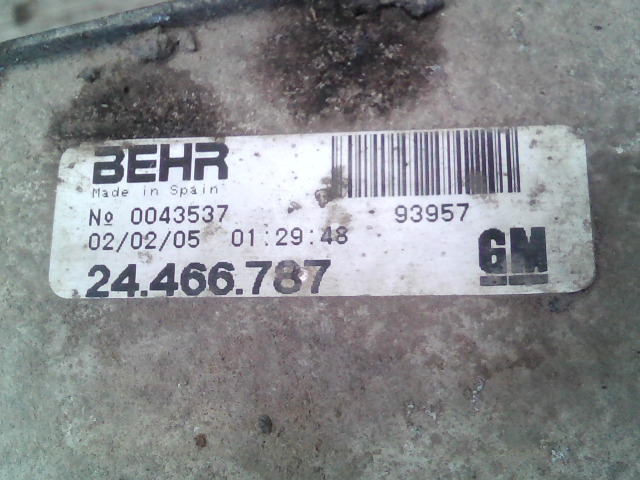 BEHR
Made in Spain
Nº 0043537 93957
02/02/05 01:29:48
24.466.787 GM